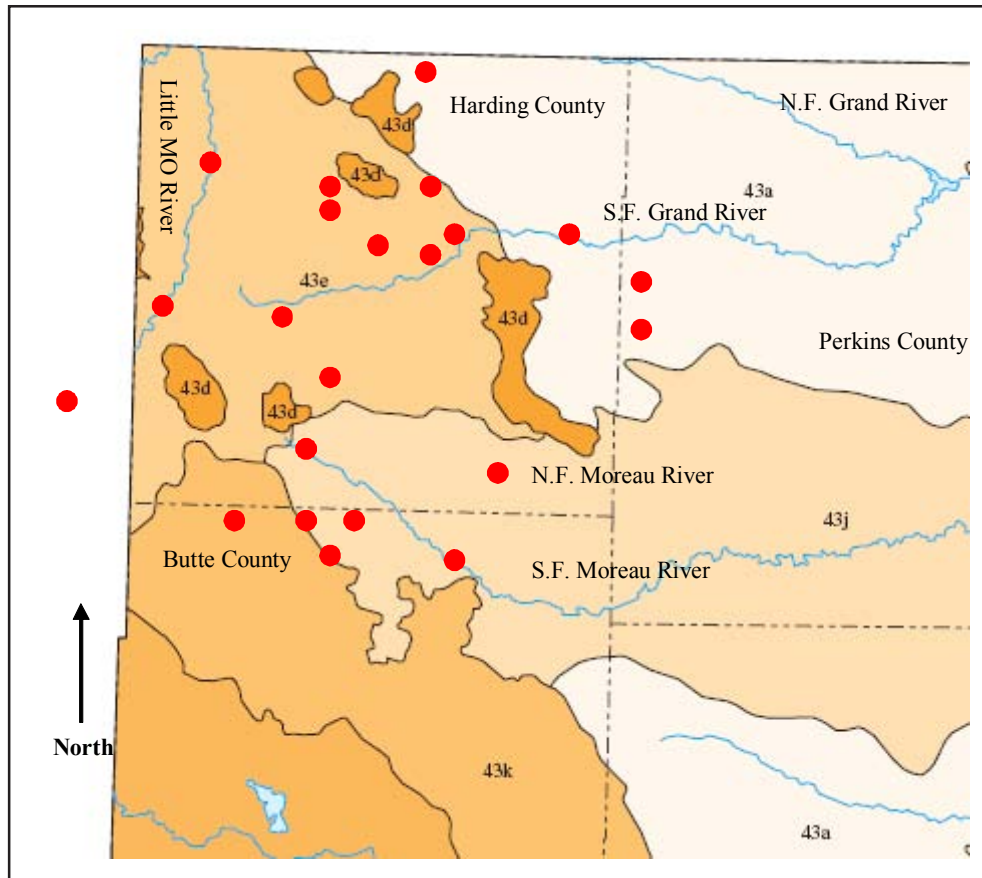 Little MO River
Harding County
N.F. Grand River
43d
43d
43a
S.F. Grand River
43e
43d
Perkins County
43d
43d
N.F. Moreau River
43j
Butte County
S.F. Moreau River
North
43k
43a